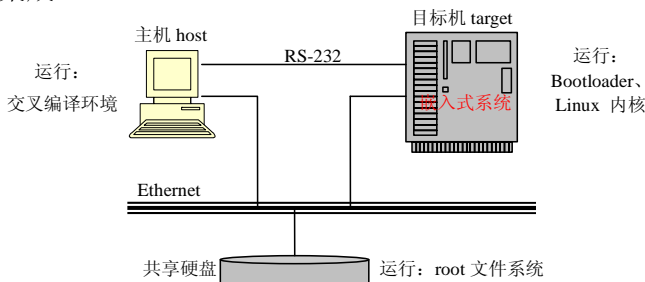 主机 host
目标机 target
RS-232
运行：
交叉编译环境
运行：
Bootloader、
Linux 内核
嵌入式系统
Ethernet
共享硬盘
运行：root 文件系统